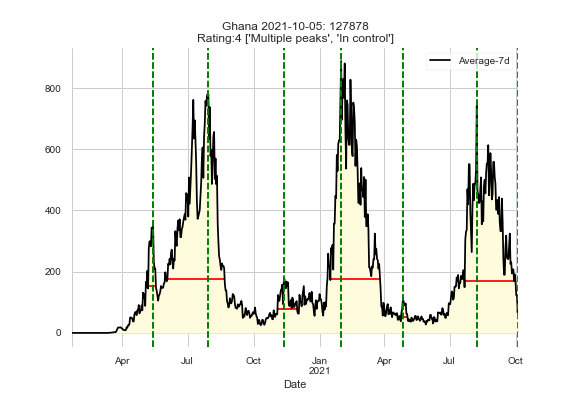 Ghana 2021-10-05: 127878
Rating:4 ['Multiple peaks', 'In control']
Average-7d
800
600
400
200
0
Apr
Jul
Oct
Jan
2021
Apr
Jul
Oct
Date